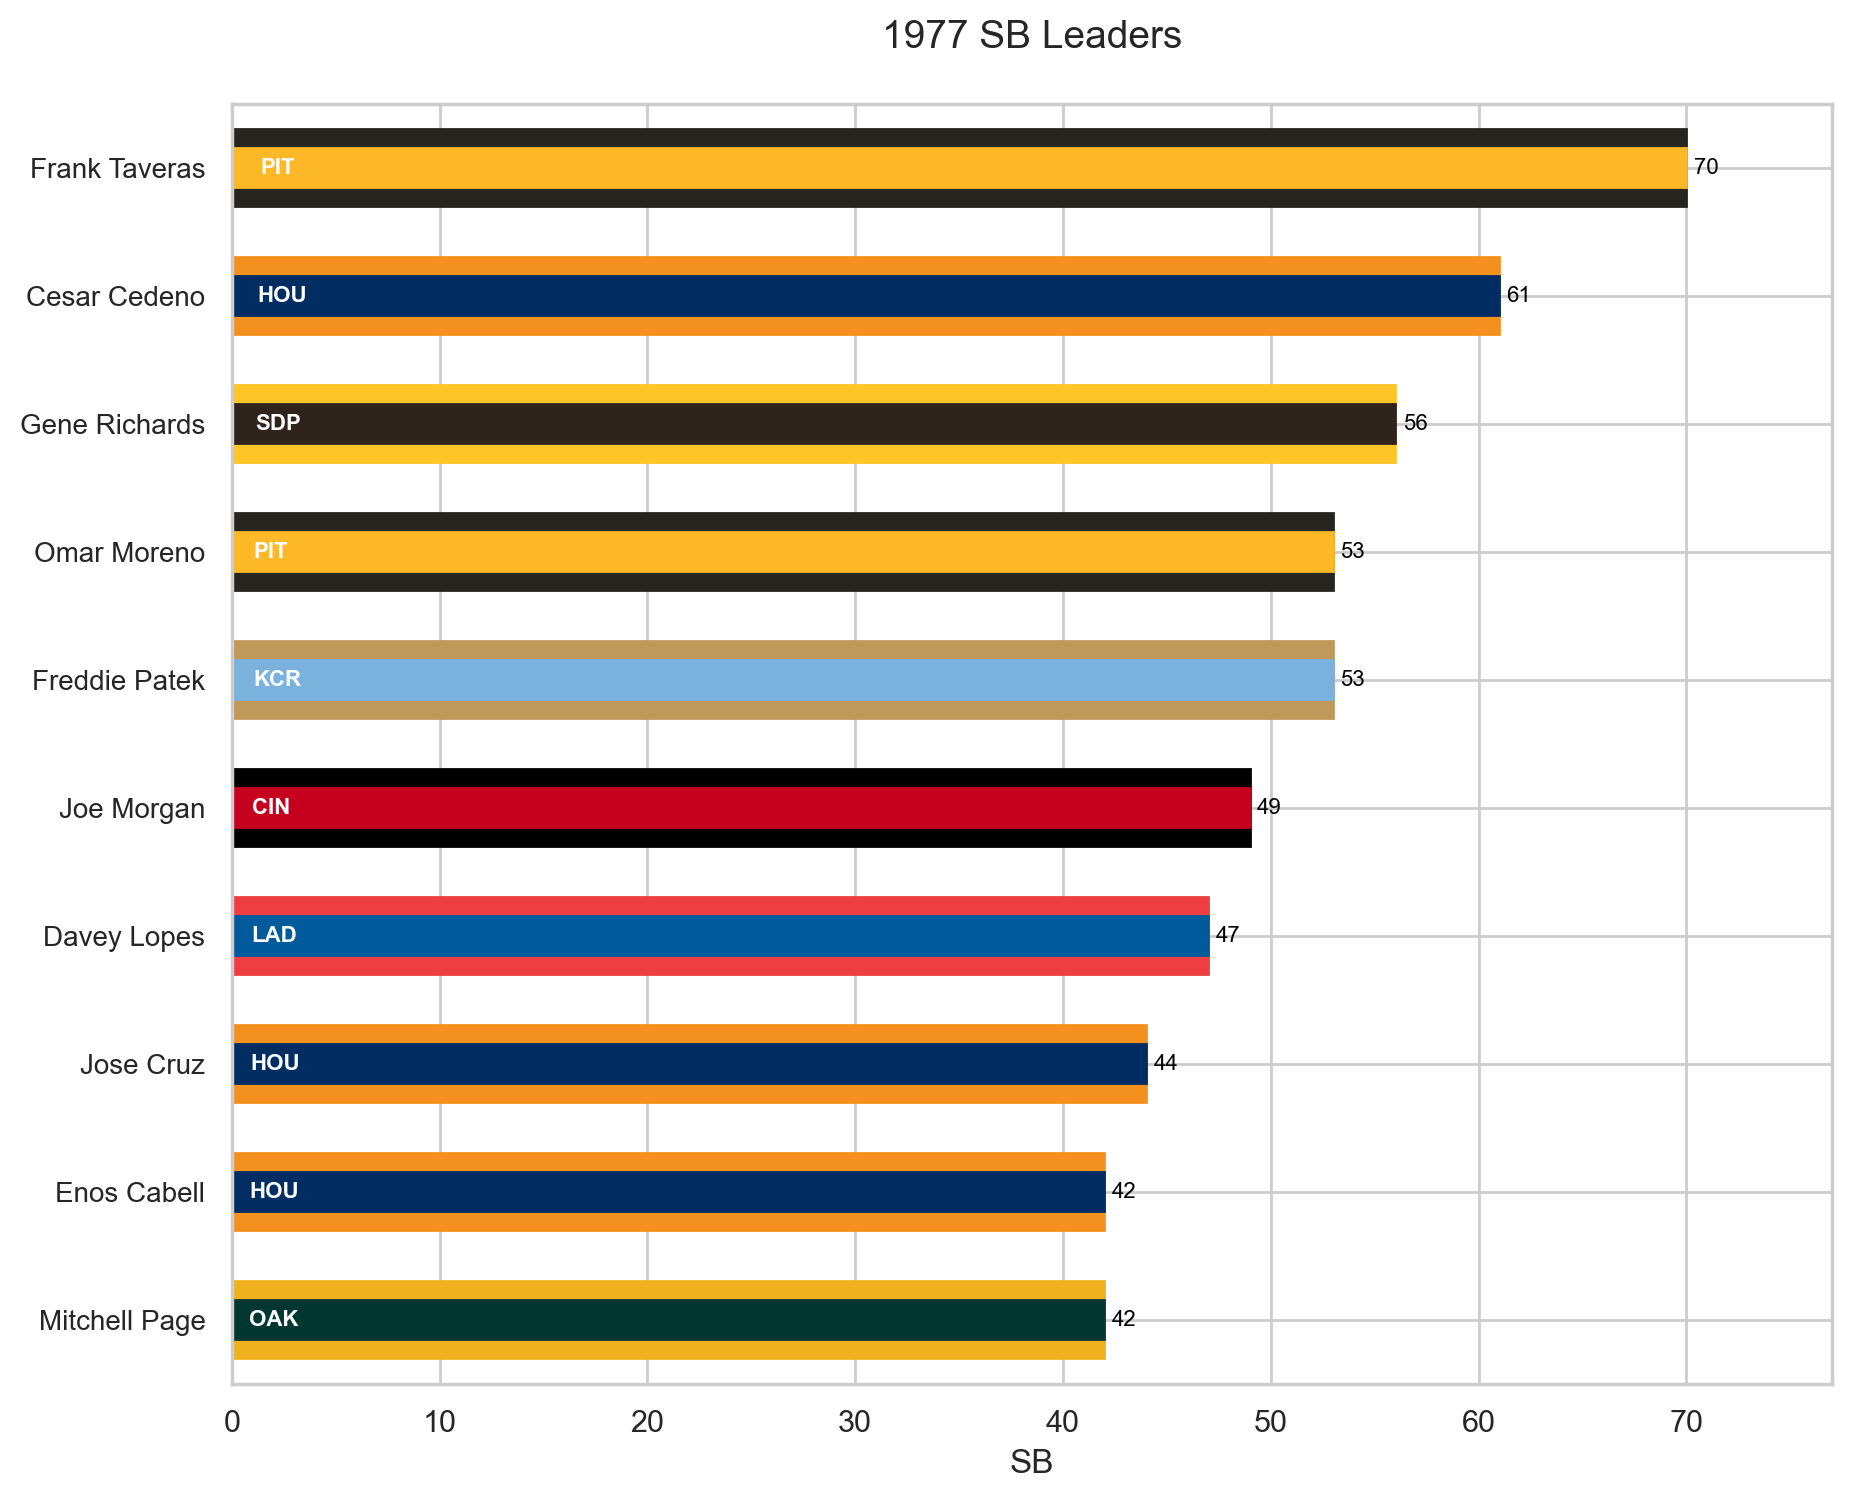 1977 SB Leaders
Frank Taveras PIT 70
Cesar Cedeno HOU 61
Gene Richards SDP 56
Omar Moreno PIT 53
Freddie Patek KCR 53
Joe Morgan CIN 49
Davey Lopes LAD 47
Jose Cruz HOU 44
Enos Cabell HOU 42
Mitchell Page OAK 42
0 10 20 30 40 50 60 70
SB